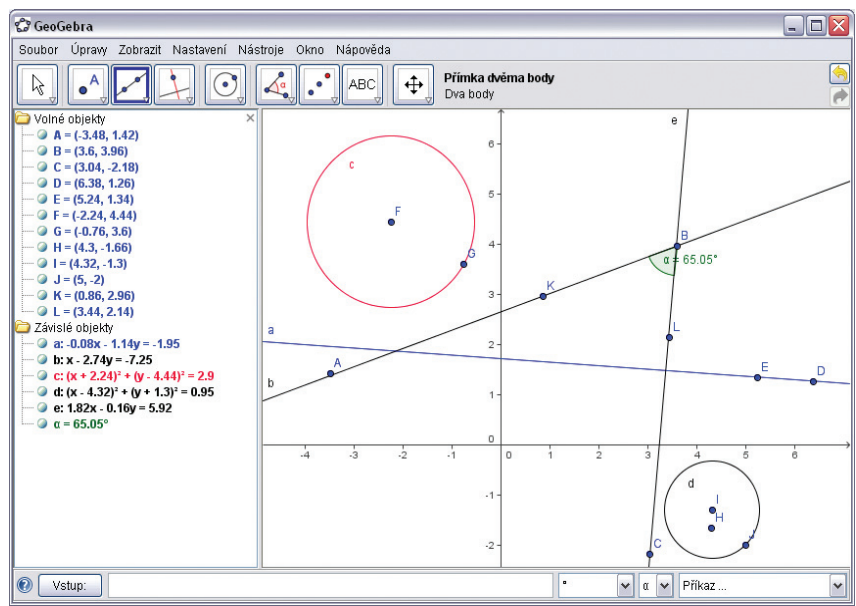 GeoGebra
Soubor Úpravy Zobrazit Nastavení Nástroje Okno Nápověda
A α ABC Přímka dvěma body
Dva body
Volné objekty
A = (-3.48, 1.42)
B = (3.6, 3.96)
C = (3.04, -2.18)
D = (6.38, 1.26)
E = (5.24, 1.34)
F = (-2.24, 4.44)
G = (-0.76, 3.6)
H = (4.3, -1.66)
I = (4.32, -1.3)
J = (5, -2)
K = (0.86, 2.96)
L = (3.44, 2.14)
Závislé objekty
a: -0.08x - 1.14y = -1.95
b: x - 2.74y = -7.25
c: (x + 2.24)² + (y - 4.44)² = 2.9
d: (x - 4.32)² + (y + 1.3)² = 0.95
e: 1.82x - 0.16y = 5.92
α = 65.05°
e
6
c
5
F
B
4
G
α = 65.05°
K
3
L
a
2
A
E D
b
1
0
-4 -3 -2 -1 0 1 2 3 4 5 6
d
-1
I
H
J
-2
C
Vstup: ° α Příkaz ...